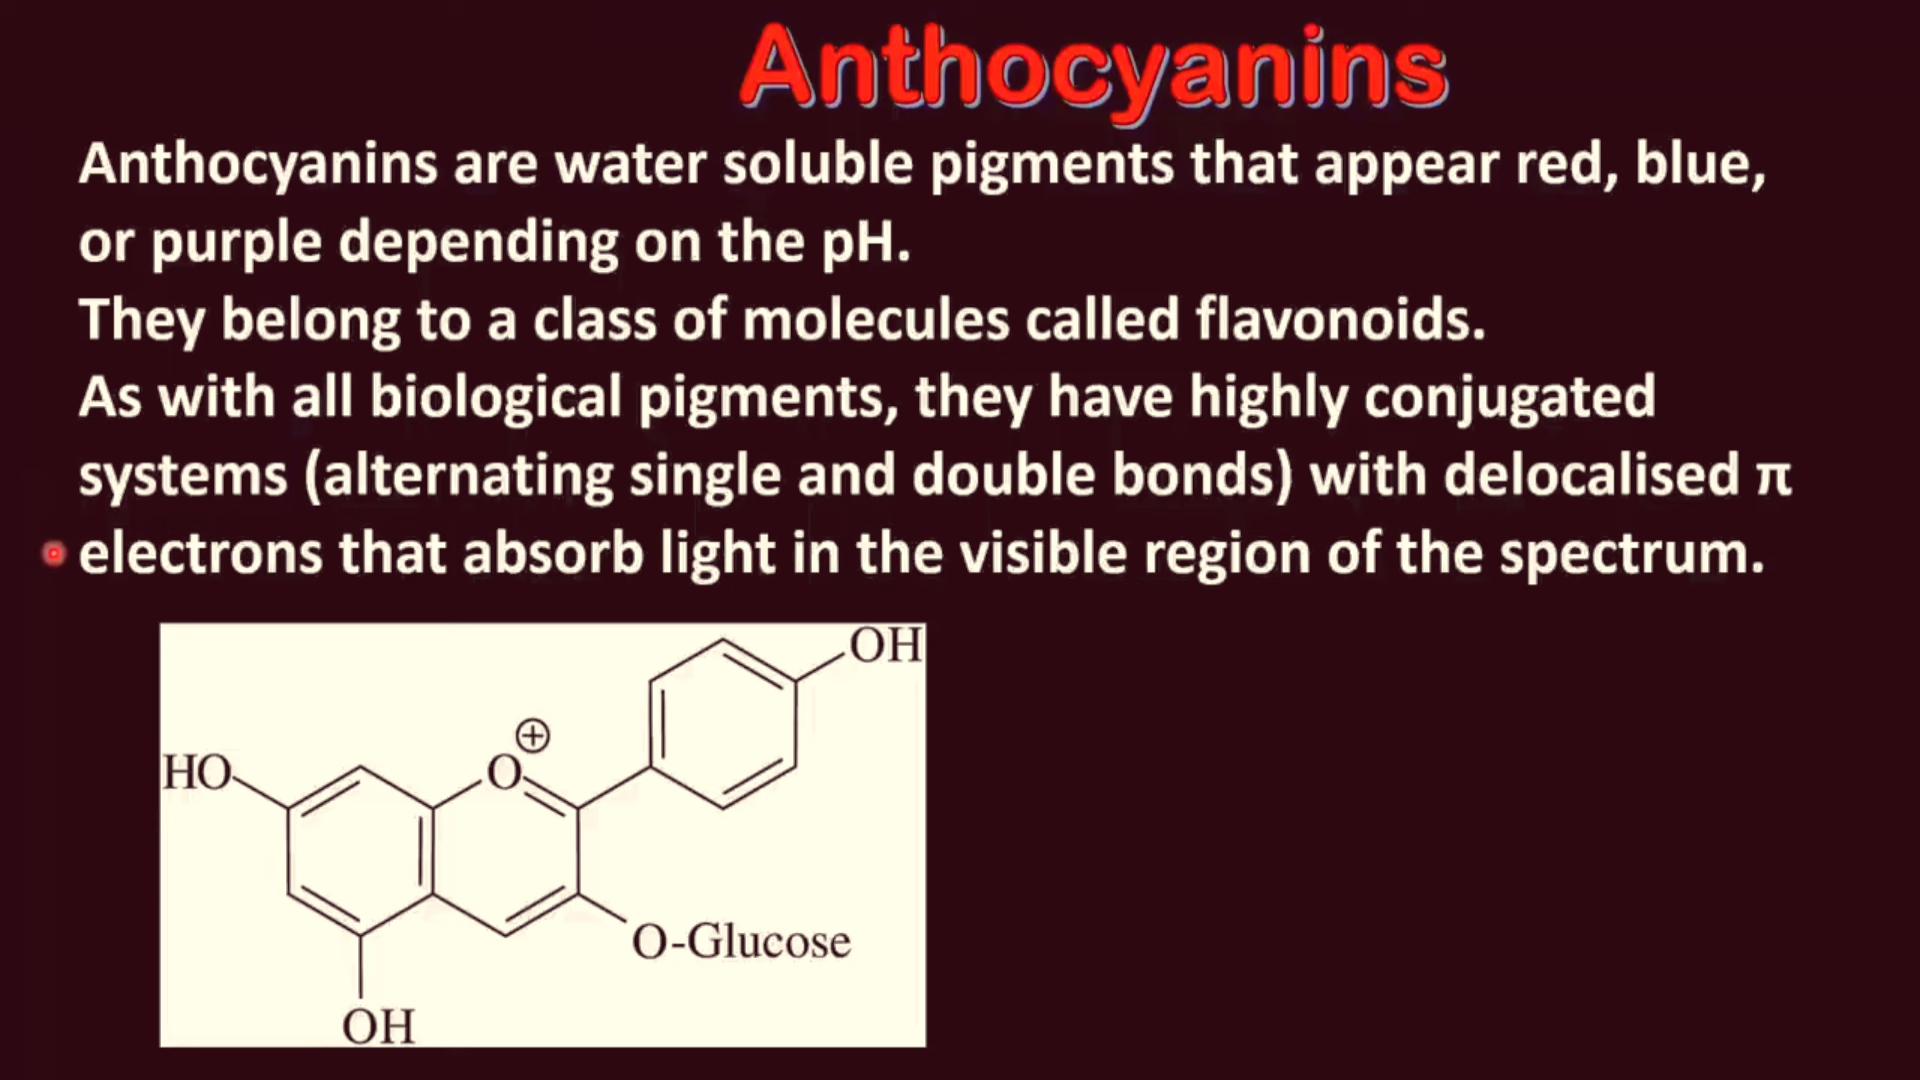 Anthocyanins
Anthocyanins are water soluble pigments that appear red, blue,
or purple depending on the pH.
They belong to a class of molecules called flavonoids.
As with all biological pigments, they have highly conjugated
systems (alternating single and double bonds) with delocalised π
electrons that absorb light in the visible region of the spectrum.
OH
⊕
HO
O
O-Glucose
OH